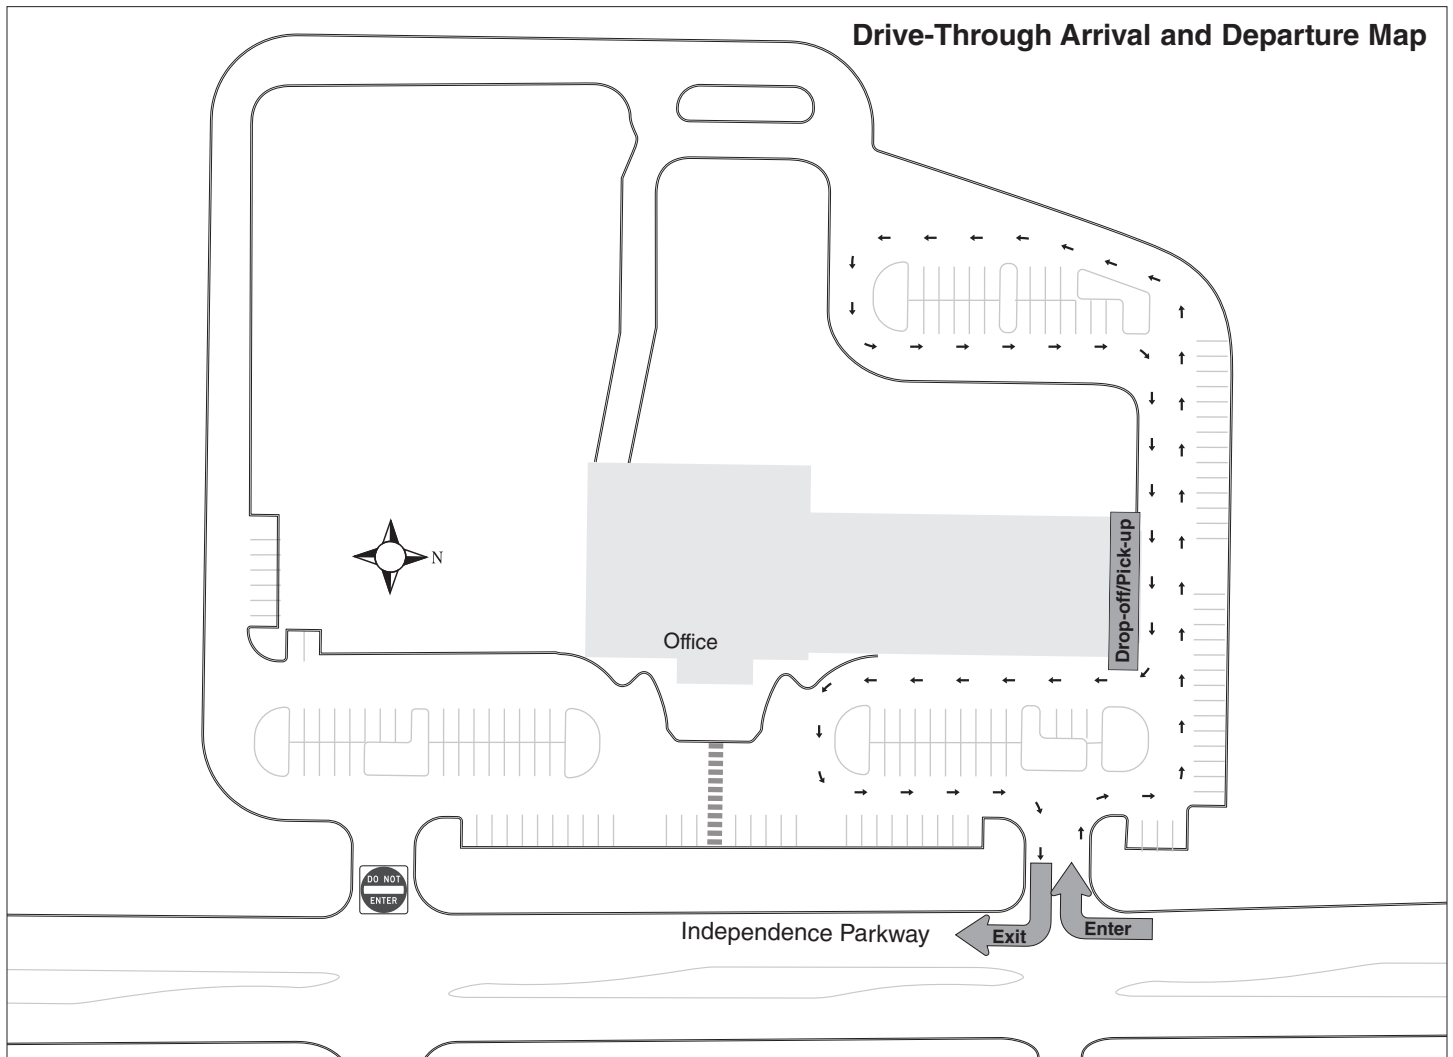 Drive-Through Arrival and Departure Map
N
Drop-off/Pick-up
Office
DO NOT
ENTER
Independence Parkway
Exit
Enter